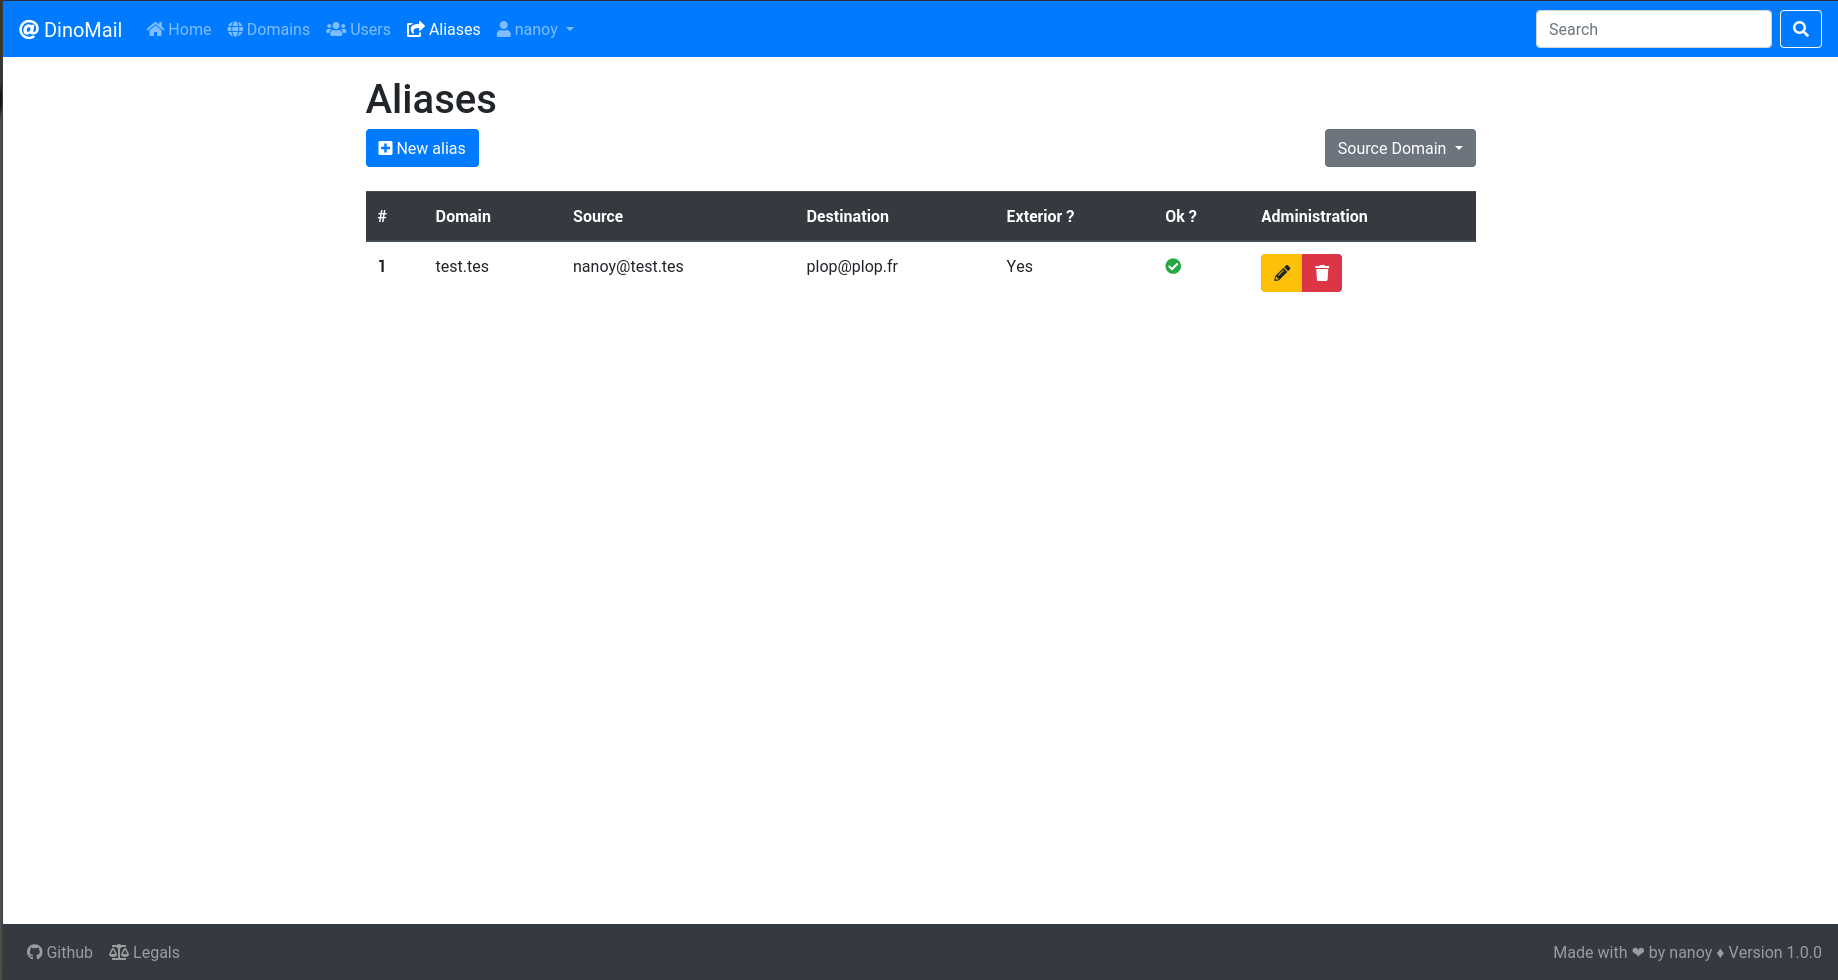 @ DinoMail Home Domains Users Aliases nanoy Search
Aliases
New alias Source Domain
# Domain Source Destination Exterior ? Ok ? Administration
1 test.tes nanoy@test.tes plop@plop.fr Yes
Github Legals Made with ❤ by nanoy ♦ Version 1.0.0